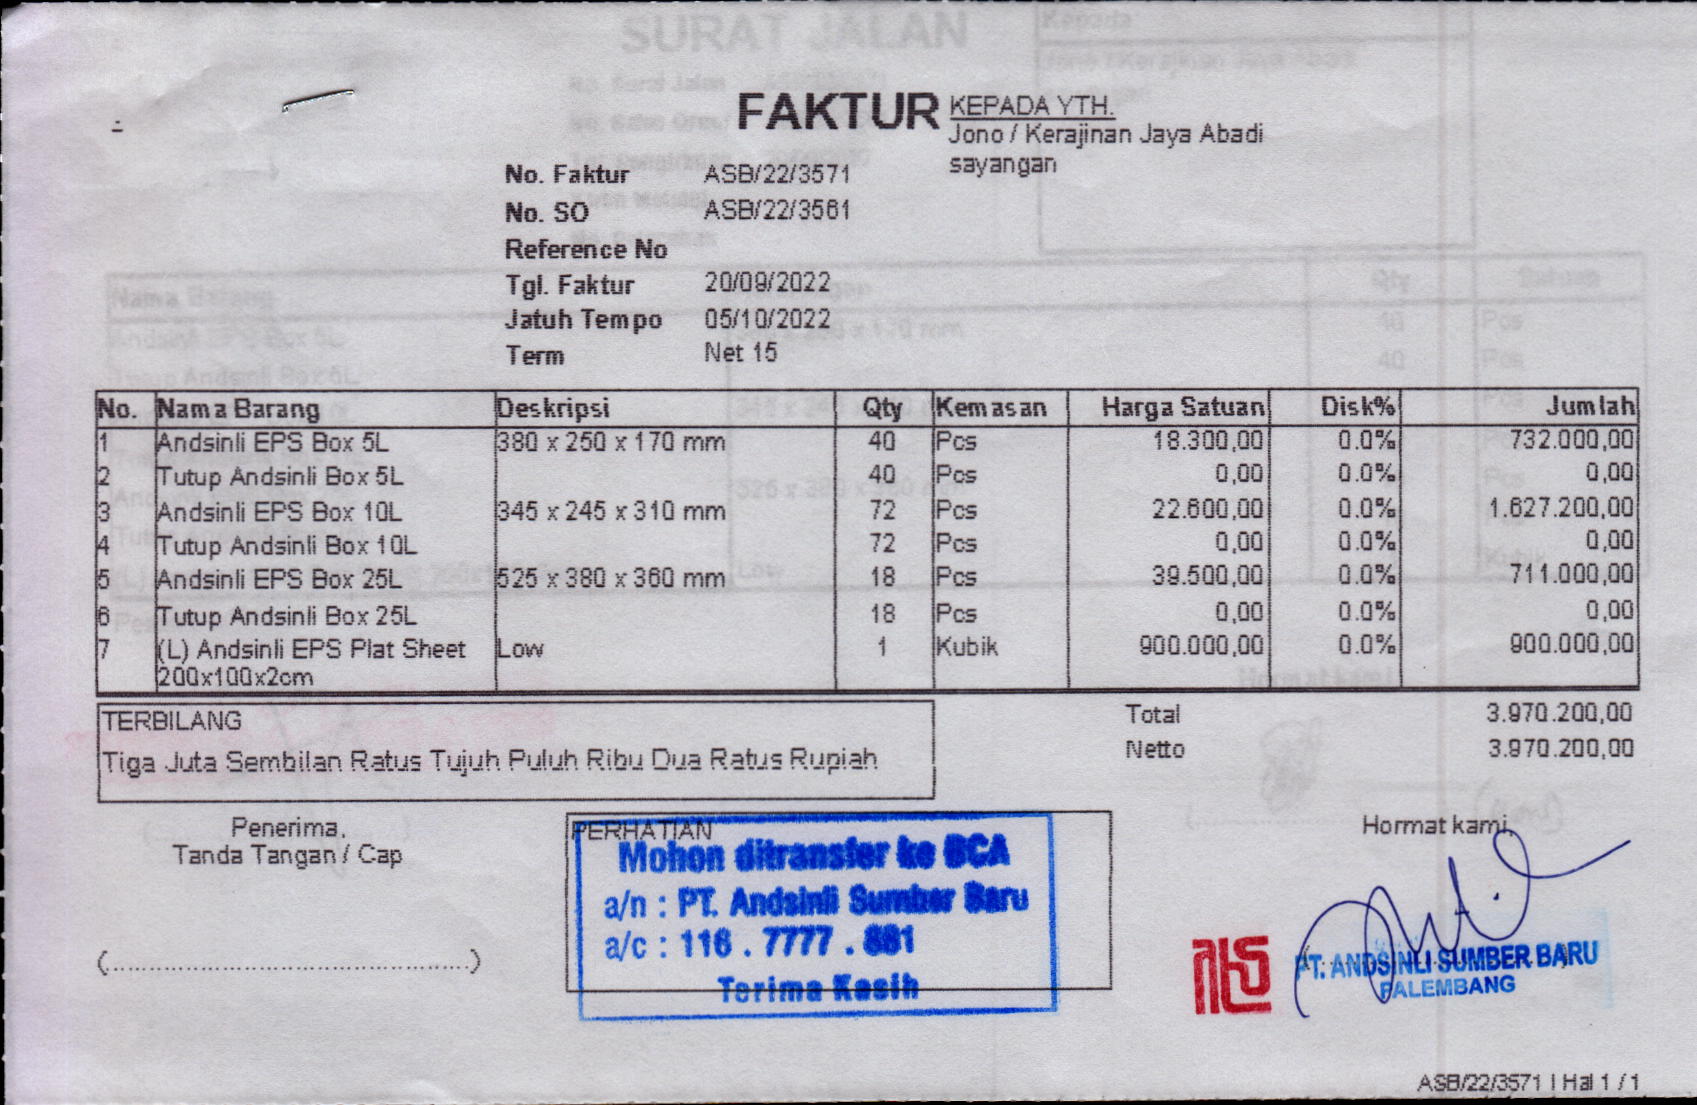 FAKTUR
KEPADA YTH.
Jono / Kerajinan Jaya Abadi
sayangan
No. Faktur ASB/22/3571
No. SO ASB/22/3561
Reference No
Tgl. Faktur 20/09/2022
Jatuh Tempo 05/10/2022
Term Net 15
No. Nama Barang Deskripsi Qty Kemasan Harga Satuan Disk% Jumlah
1 Andsinli EPS Box 5L 380 x 250 x 170 mm 40 Pcs 18.300,00 0.0% 732.000,00
2 Tutup Andsinli Box 5L 40 Pcs 0,00 0.0% 0,00
3 Andsinli EPS Box 10L 345 x 245 x 310 mm 72 Pcs 22.600,00 0.0% 1.627.200,00
4 Tutup Andsinli Box 10L 72 Pcs 0,00 0.0% 0,00
5 Andsinli EPS Box 25L 525 x 380 x 360 mm 18 Pcs 39.500,00 0.0% 711.000,00
6 Tutup Andsinli Box 25L 18 Pcs 0,00 0.0% 0,00
7 (L) Andsinli EPS Plat Sheet Low 1 Kubik 900.000,00 0.0% 900.000,00
200x100x2cm
TERBILANG
Tiga Juta Sembilan Ratus Tujuh Puluh Ribu Dua Ratus Rupiah
Total 3.970.200,00
Netto 3.970.200,00
Penerima,
Tanda Tangan / Cap
(................................................)
PERHATIAN
Mohon ditransfer ke BCA
a/n : PT. Andsinli Sumber Baru
a/c : 116 . 7777 . 881
Terima Kasih
Hormat kami,
PT. ANDSINLI SUMBER BARU
PALEMBANG
ASB/22/3571 | Hal 1 / 1